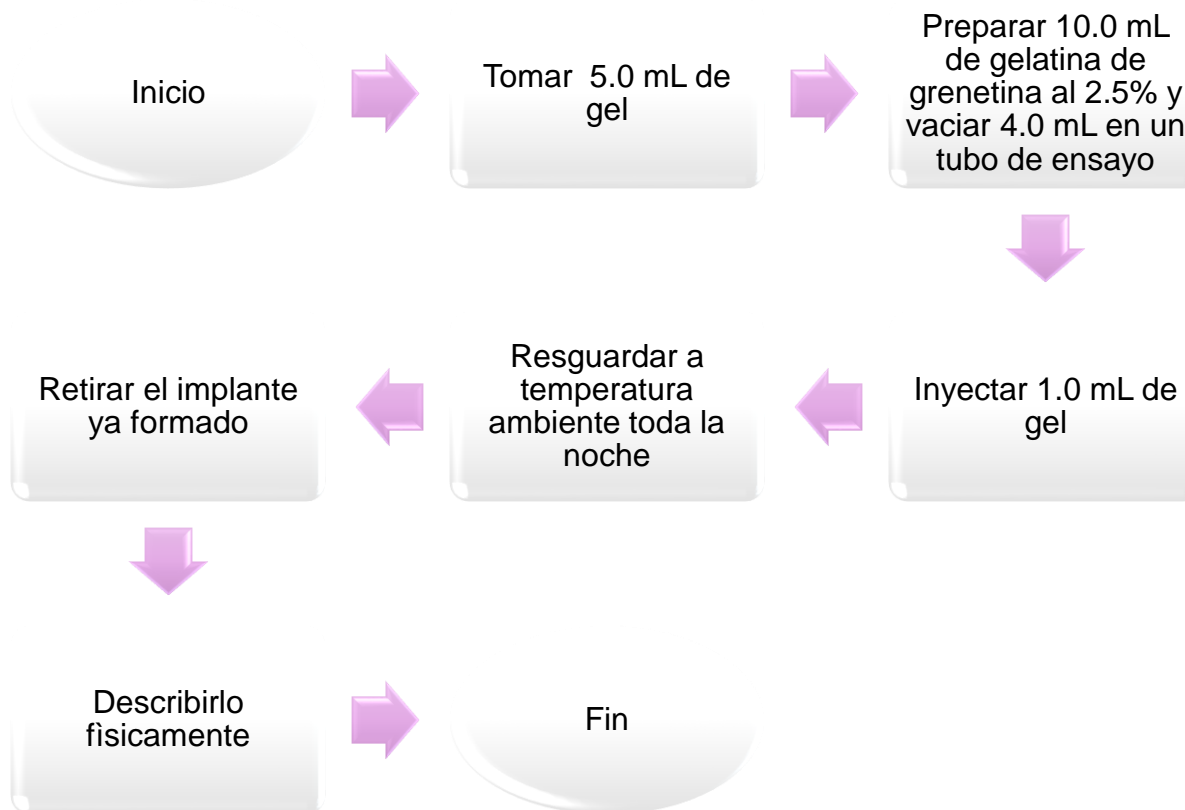 Inicio
Tomar 5.0 mL de
gel
Preparar 10.0 mL
de gelatina de
grenetina al 2.5% y
vaciar 4.0 mL en un
tubo de ensayo
Inyectar 1.0 mL de
gel
Resguardar a
temperatura
ambiente toda la
noche
Retirar el implante
ya formado
Describirlo
fìsicamente
Fin